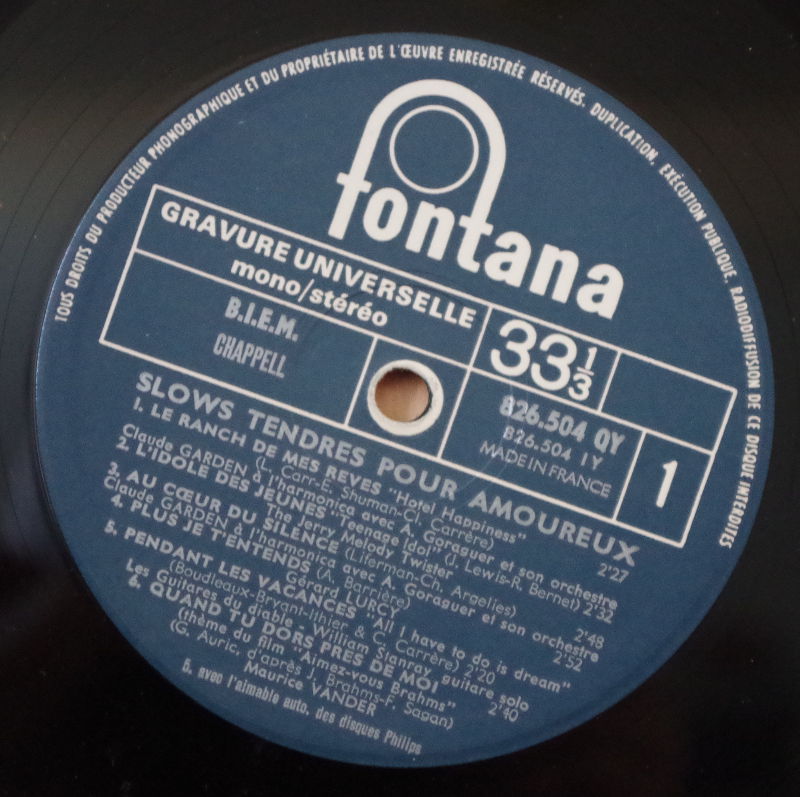 TOUS DROITS DU PRODUCTEUR PHONOGRAPHIQUE ET DU PROPRIÉTAIRE DE L'ŒUVRE ENREGISTRÉE RÉSERVÉS. DUPLICATION, EXÉCUTION PUBLIQUE, RADIODIFFUSION DE CE DISQUE INTERDITES
fontana
GRAVURE UNIVERSELLE
mono/stéréo
33 1/3
B.I.E.M.
CHAPPELL
826.504 QY
826.504 IY
MADE IN FRANCE
1
SLOWS TENDRES POUR AMOUREUX
1. LE RANCH DE MES REVES "Hotel Happiness"
(L. Carr-E. Shuman-Cl. Carrère)
Claude GARDEN à l'harmonica avec A. Goraguer et son orchestre 2'27
2. L'IDOLE DES JEUNES "Teenage Idol" (J. Lewis-R. Bernet) 2'32
The Jerry Melody Twister
3. AU CŒUR DU SILENCE (Liferman-Ch. Argelies) 2'48
Claude GARDEN à l'harmonica avec A. Goraguer et son orchestre
4. PLUS JE T'ENTENDS (A. Barrière) 2'52
Gérard LURCY
5. PENDANT LES VACANCES "All I have to do is dream"
(Boudleaux-Bryant-Ithier & C. Carrère) 2'20
Les Guitares du diable - William Sianray, guitare solo
6. QUAND TU DORS PRES DE MOI 2'40
(thème du film "Aimez-vous Brahms"
(G. Auric, d'après J. Brahms-F. Sagan)
Maurice VANDER
5. avec l'aimable auto. des disques Philips